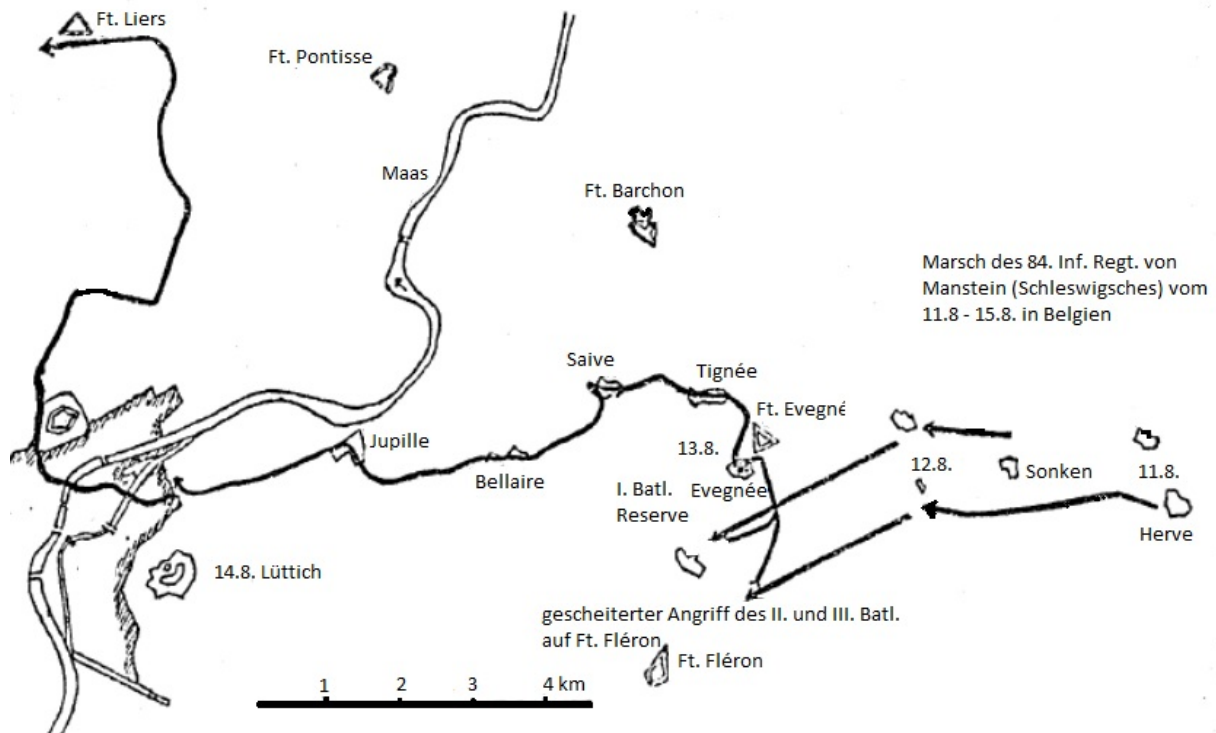 Ft. Liers
Ft. Pontisse
Maas
Ft. Barchon
Marsch des 84. Inf. Regt. von
Manstein (Schleswigsches) vom
11.8 - 15.8. in Belgien
Saive
Tignée
Ft. Evegné
Jupille
13.8.
Bellaire
Evegnée
I. Batl.
Reserve
12.8.
Sonken
11.8.
Herve
14.8. Lüttich
gescheiterter Angriff des II. und III. Batl.
auf Ft. Fléron
Ft. Fléron
1 2 3 4 km